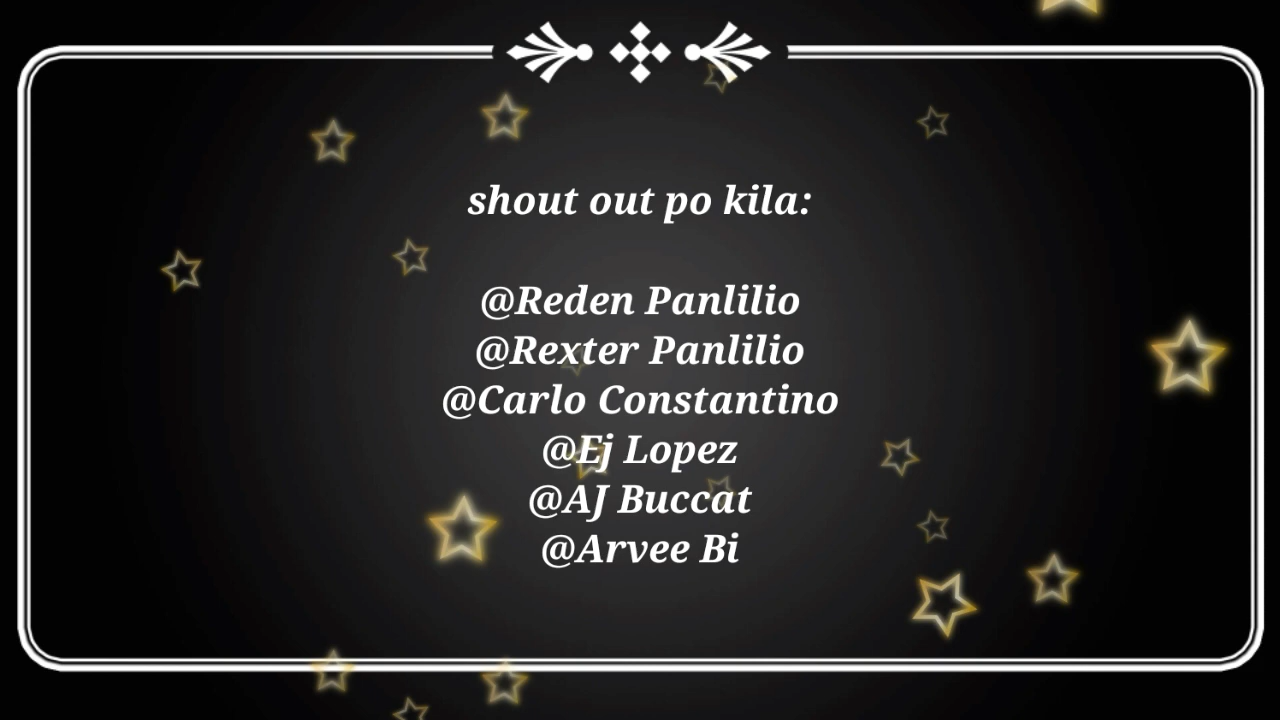 shout out po kila:
@Reden Panlilio
@Rexter Panlilio
@Carlo Constantino
@Ej Lopez
@AJ Buccat
@Arvee Bi